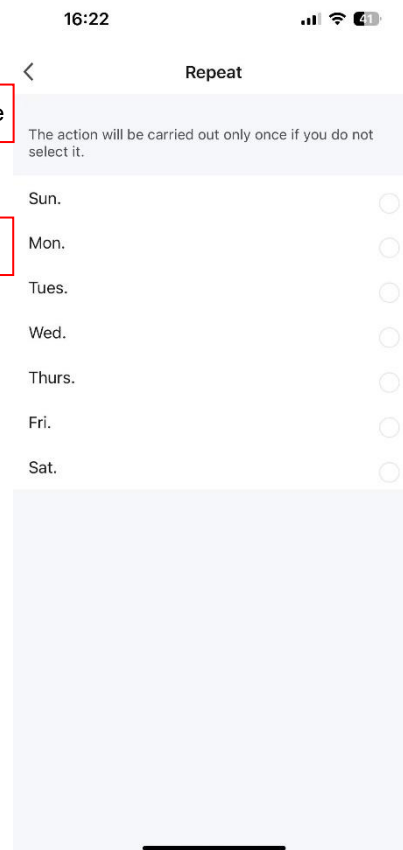 16:22
41
Repeat
e
The action will be carried out only once if you do not
select it.
Sun.
Mon.
Tues.
Wed.
Thurs.
Fri.
Sat.